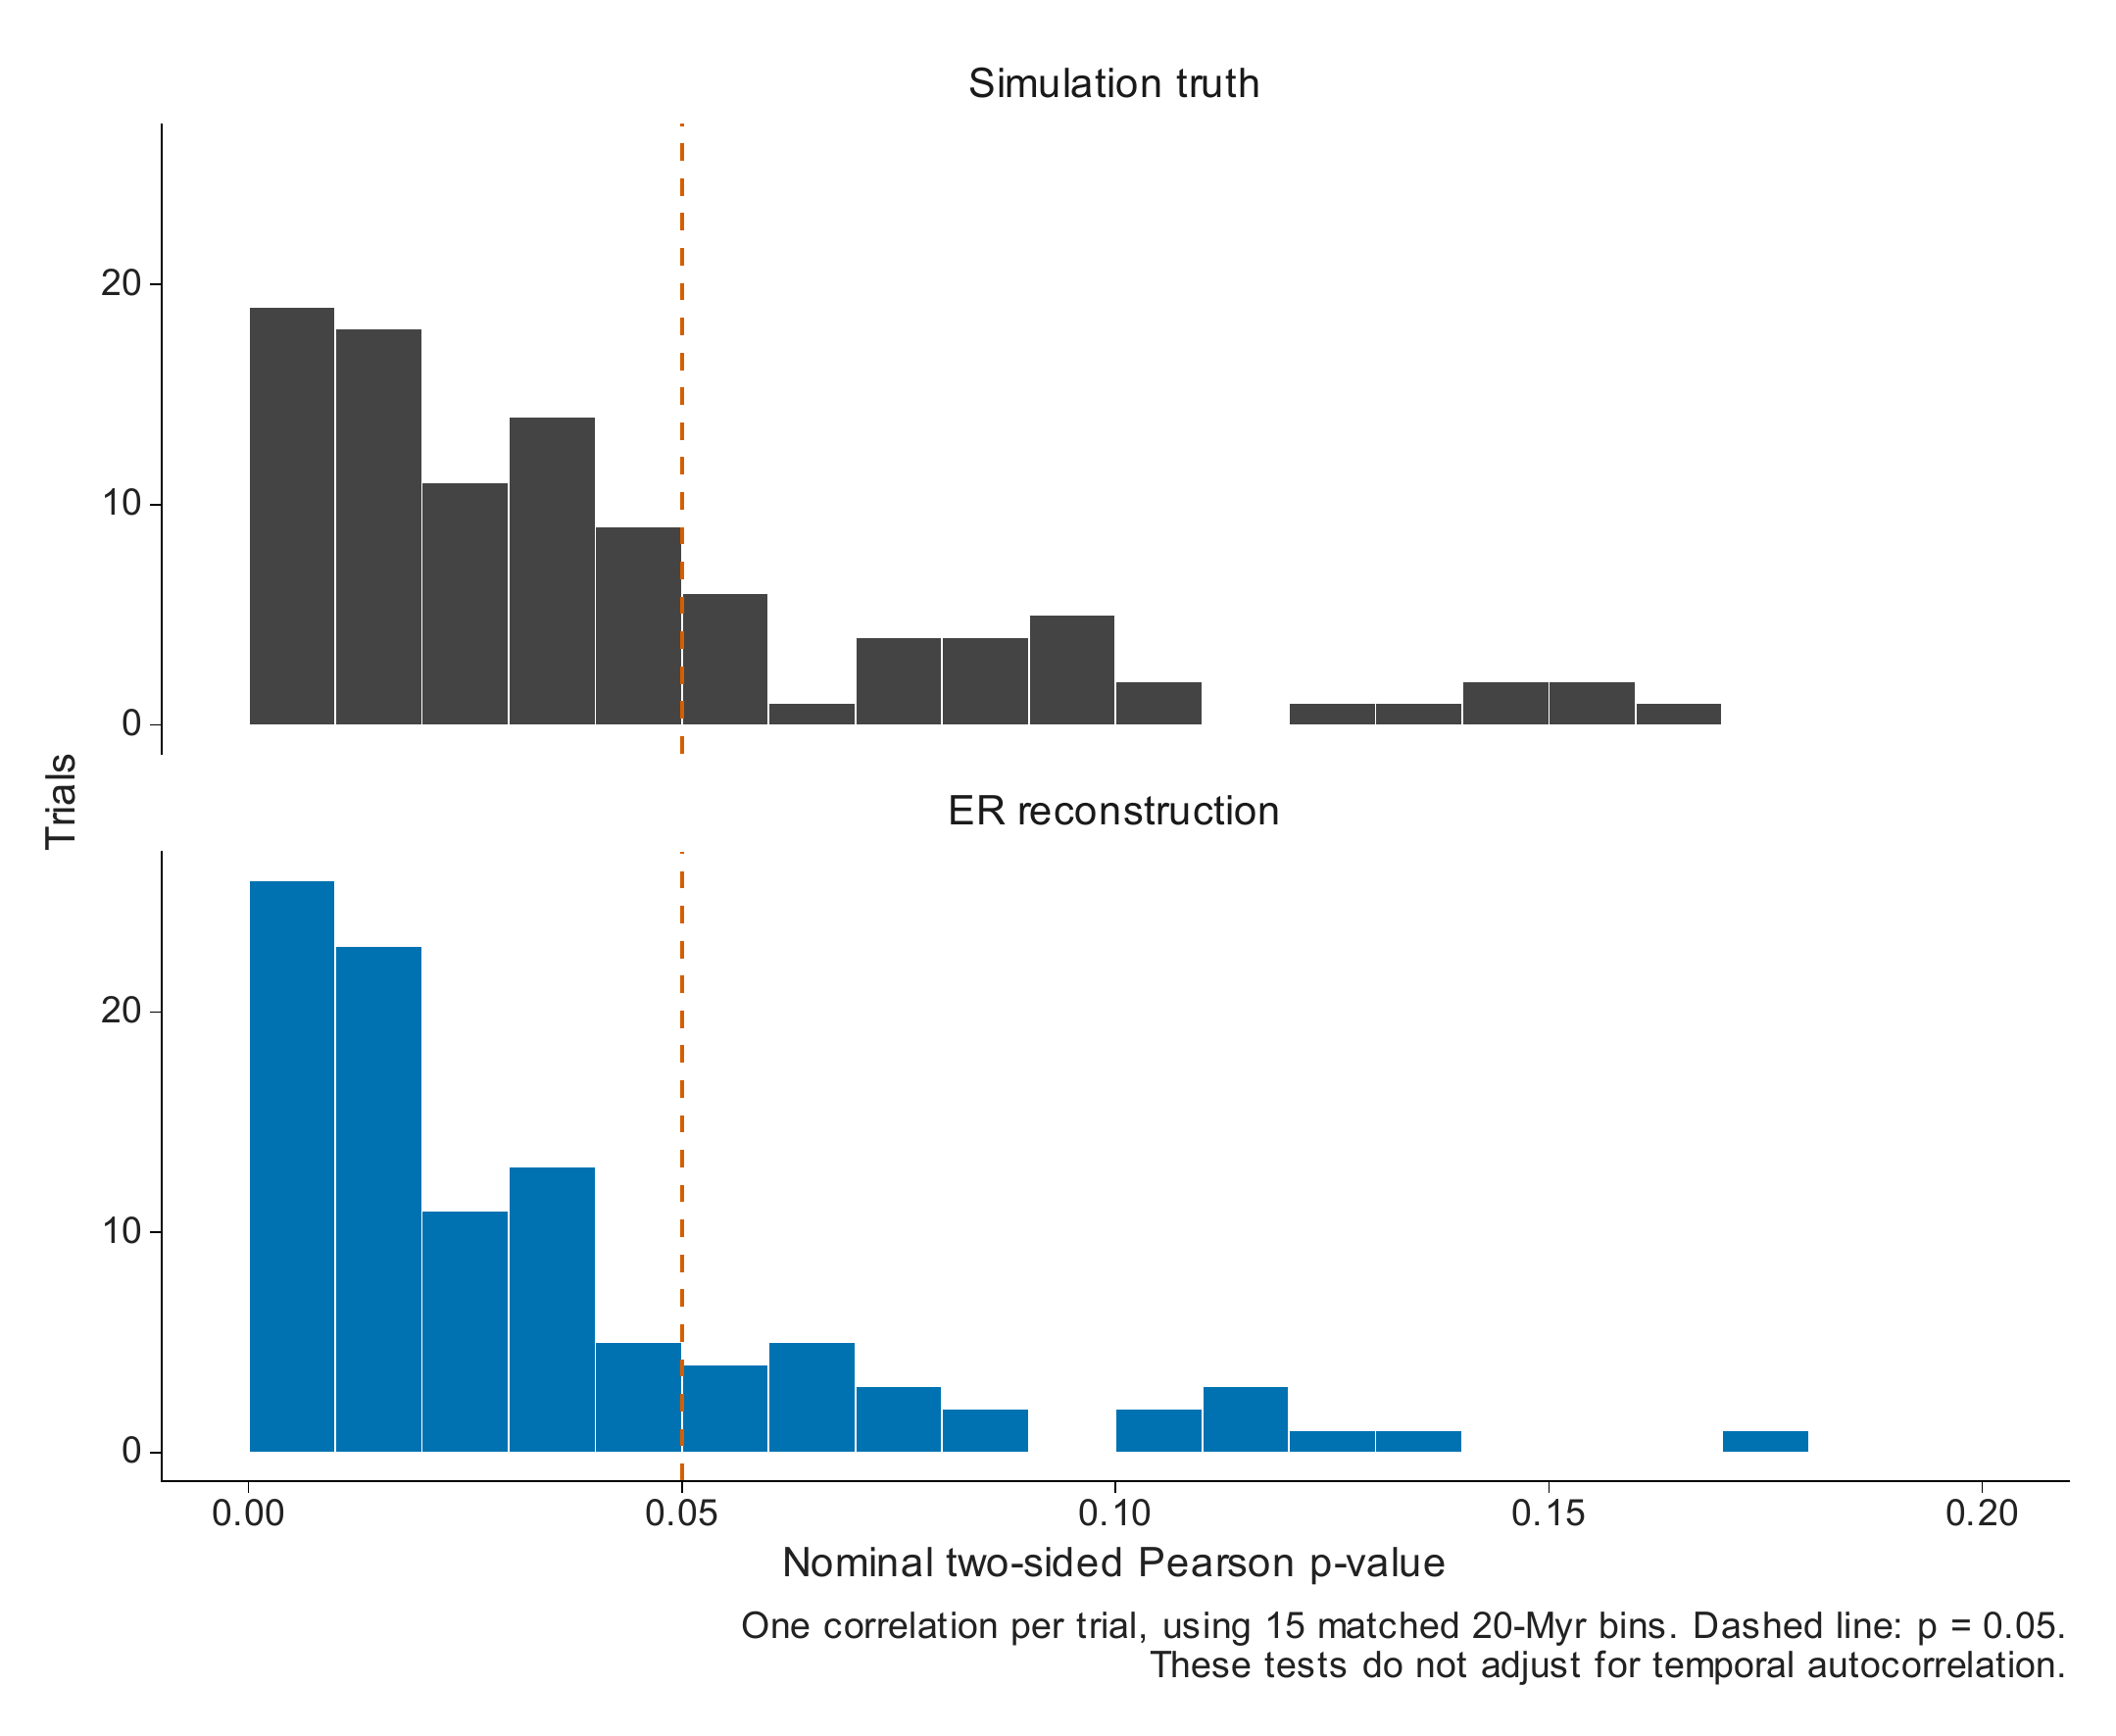 Simulation truth
20
10
0
Trials
ER reconstruction
20
10
0
0.00 0.05 0.10 0.15 0.20
Nominal two-sided Pearson p-value
One correlation per trial, using 15 matched 20-Myr bins. Dashed line: p = 0.05.
These tests do not adjust for temporal autocorrelation.